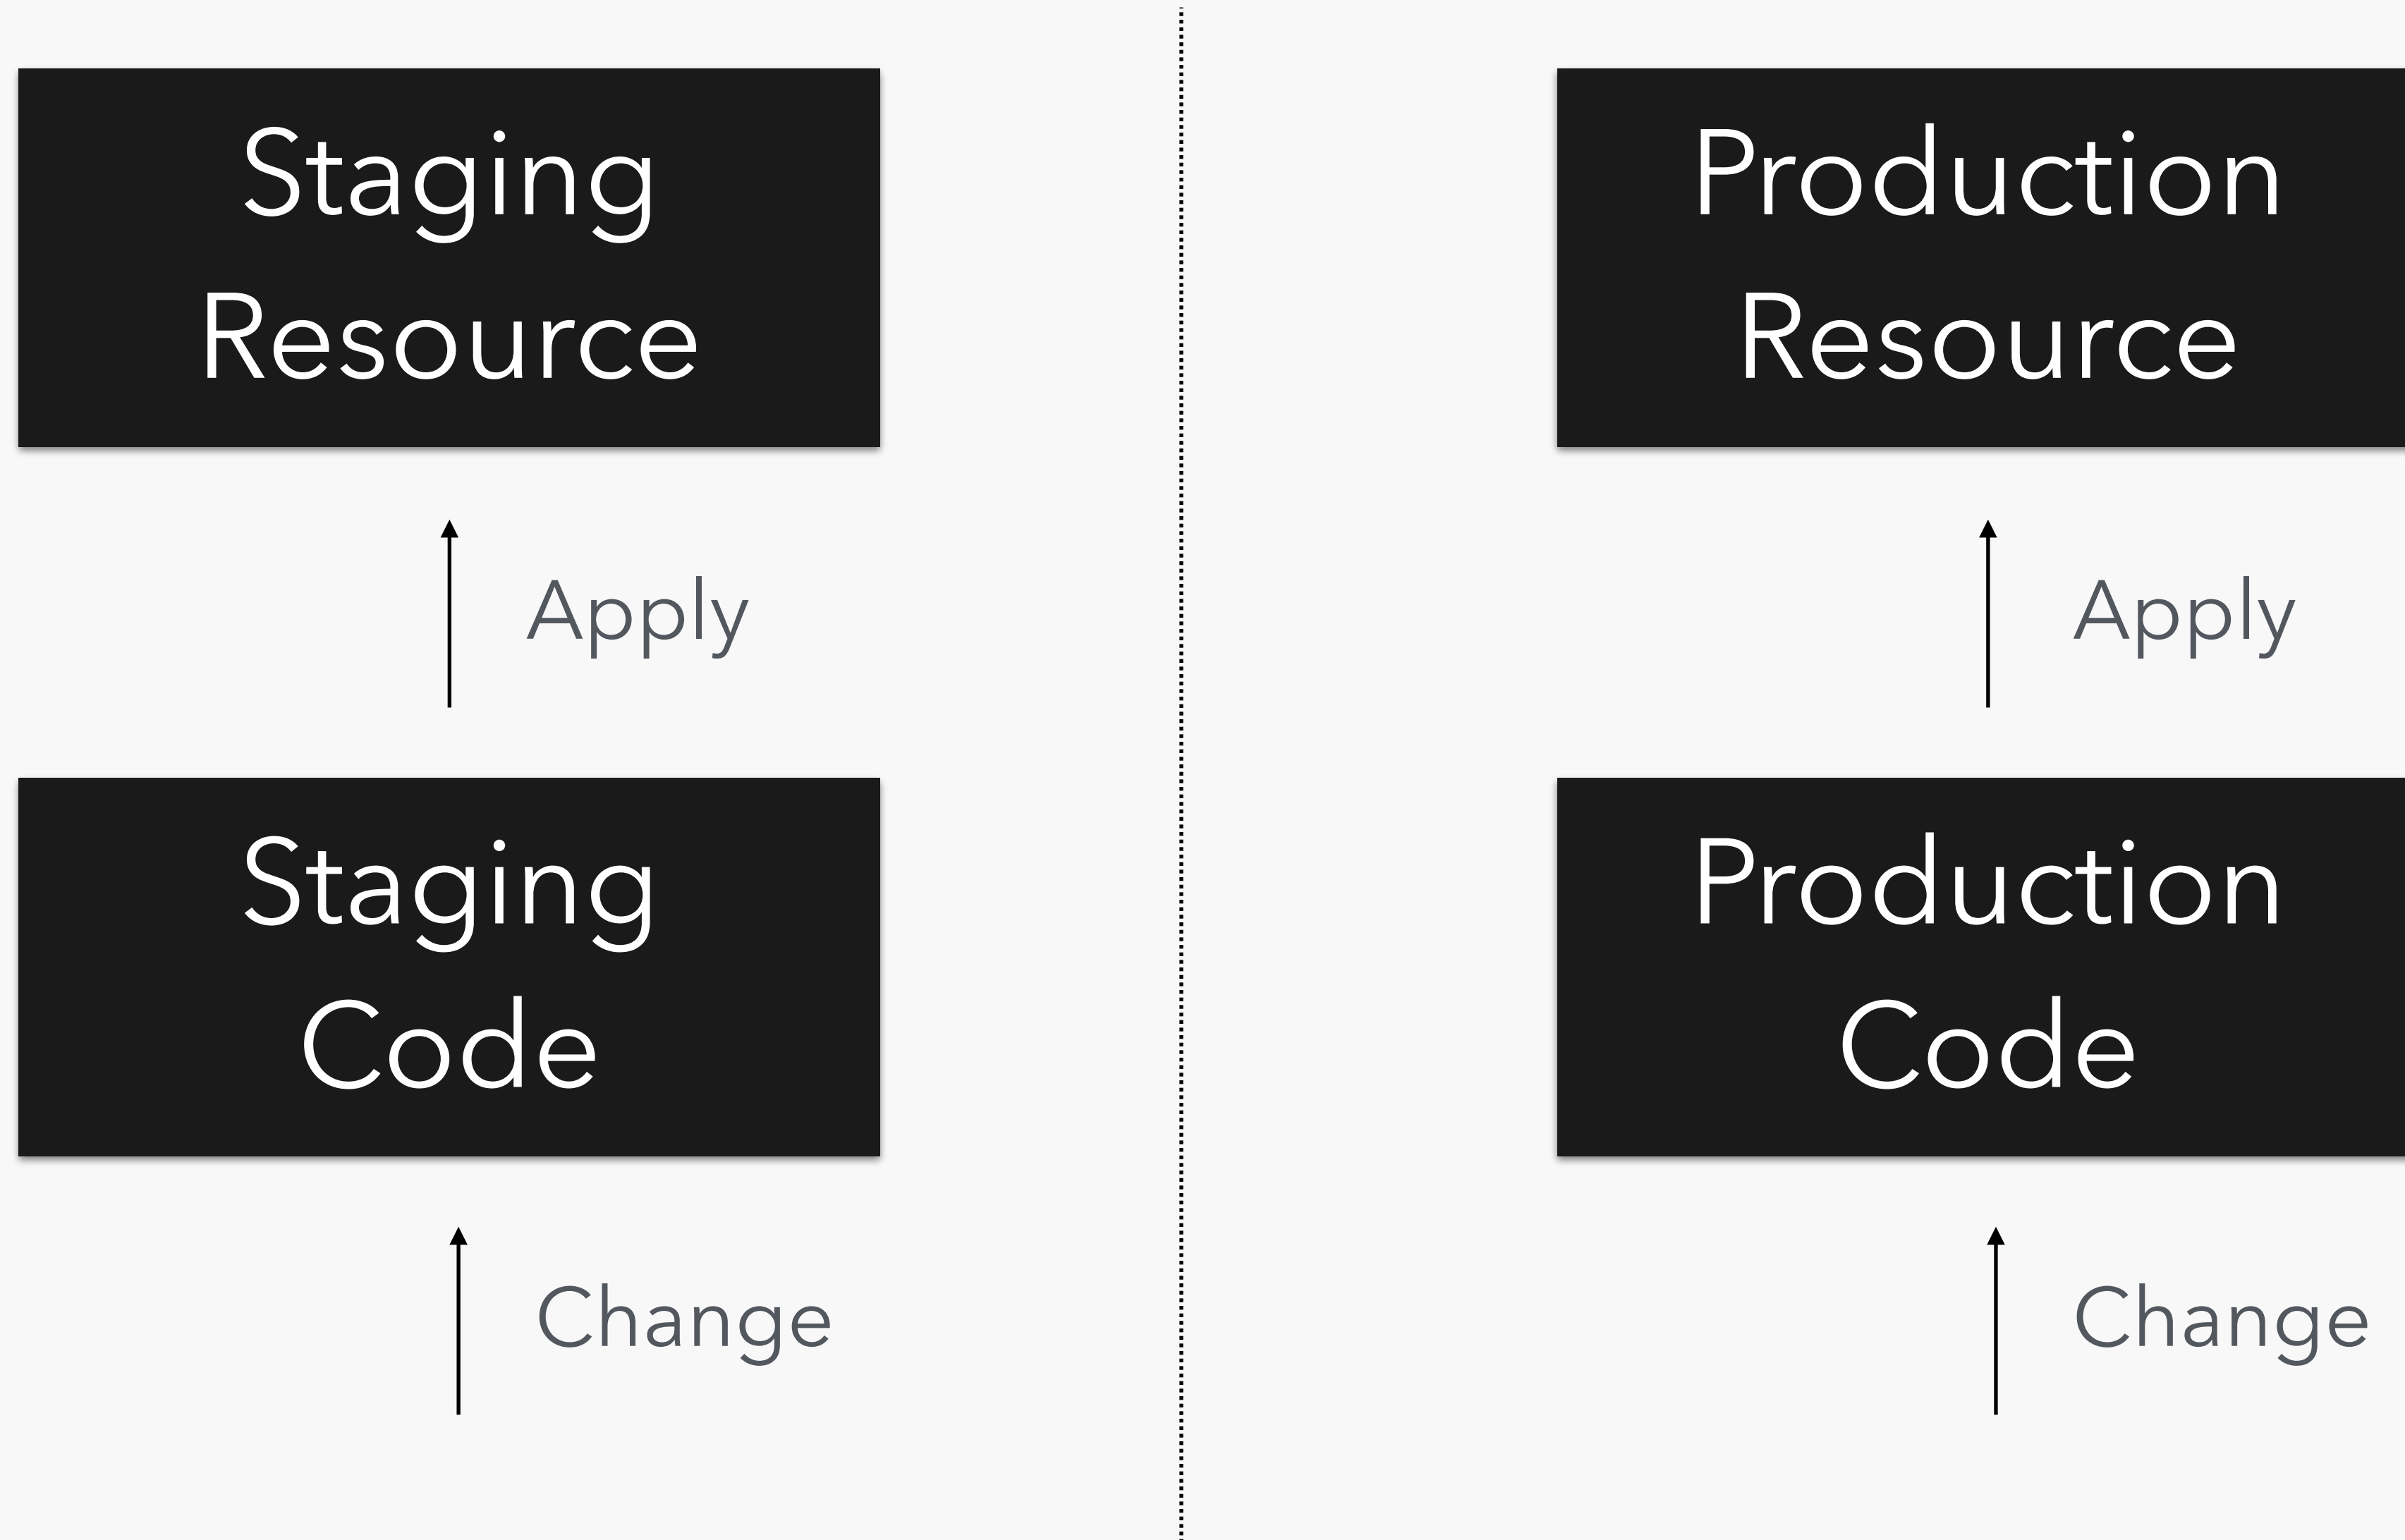 Staging
Resource
Apply
Staging
Code
Change
Production
Resource
Apply
Production
Code
Change